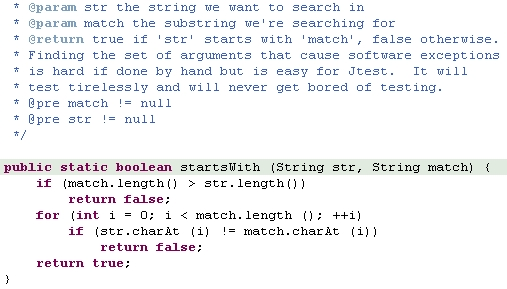 * @param str the string we want to search in
* @param match the substring we're searching for
* @return true if 'str' starts with 'match', false otherwise.
* Finding the set of arguments that cause software exceptions
* is hard if done by hand but is easy for Jtest.  It will
* test tirelessly and will never get bored of testing.
* @pre match != null
* @pre str != null
*/
public static boolean startsWith (String str, String match) {
    if (match.length() > str.length())
        return false;
    for (int i = 0; i < match.length (); ++i)
        if (str.charAt (i) != match.charAt (i))
            return false;
    return true;
}